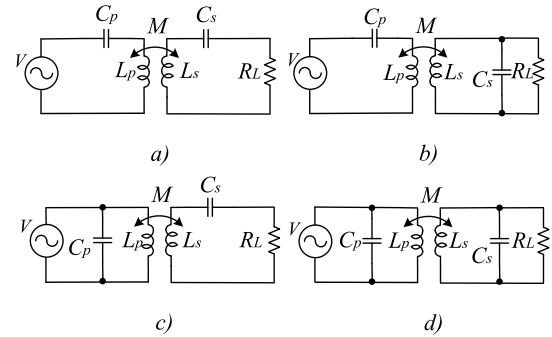 Cp M Cs
V Lp Ls RL
a)
Cp M
V Lp Ls Cs RL
b)
M Cs
V Cp Lp Ls RL
c)
M
V Cp Lp Ls Cs RL
d)